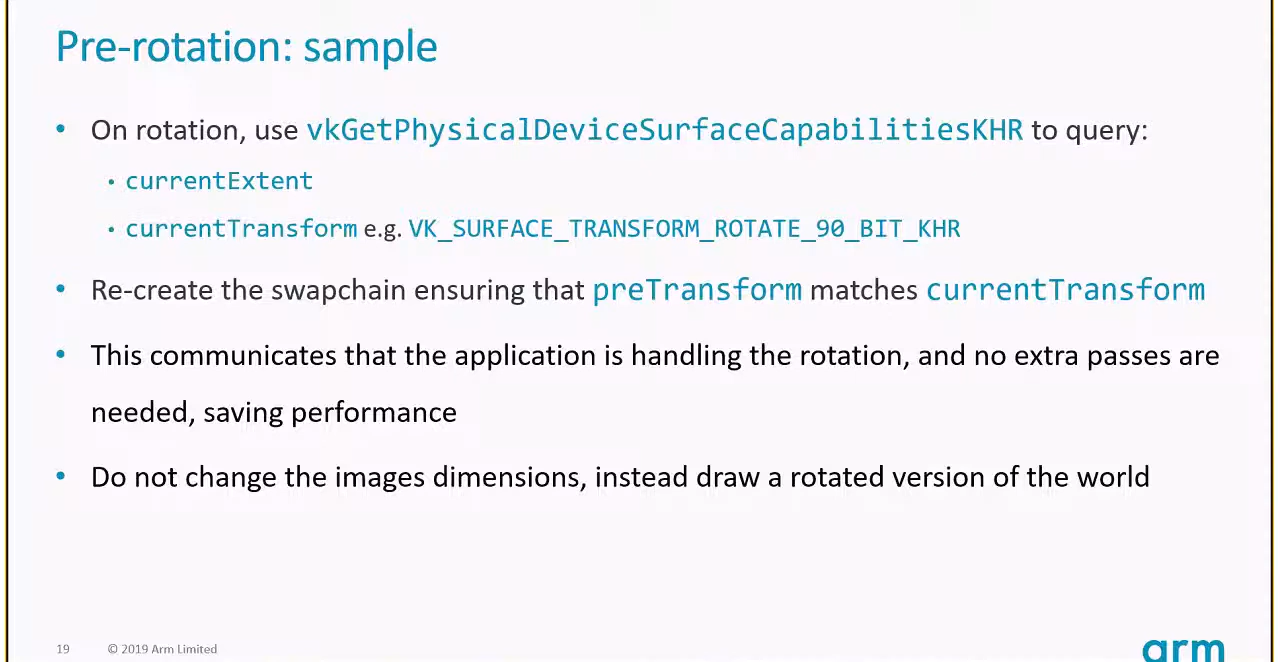 Pre-rotation: sample
• On rotation, use vkGetPhysicalDeviceSurfaceCapabilitiesKHR to query:
• currentExtent
• currentTransform e.g. VK_SURFACE_TRANSFORM_ROTATE_90_BIT_KHR
• Re-create the swapchain ensuring that preTransform matches currentTransform
• This communicates that the application is handling the rotation, and no extra passes are
needed, saving performance
• Do not change the images dimensions, instead draw a rotated version of the world
19 © 2019 Arm Limited
arm